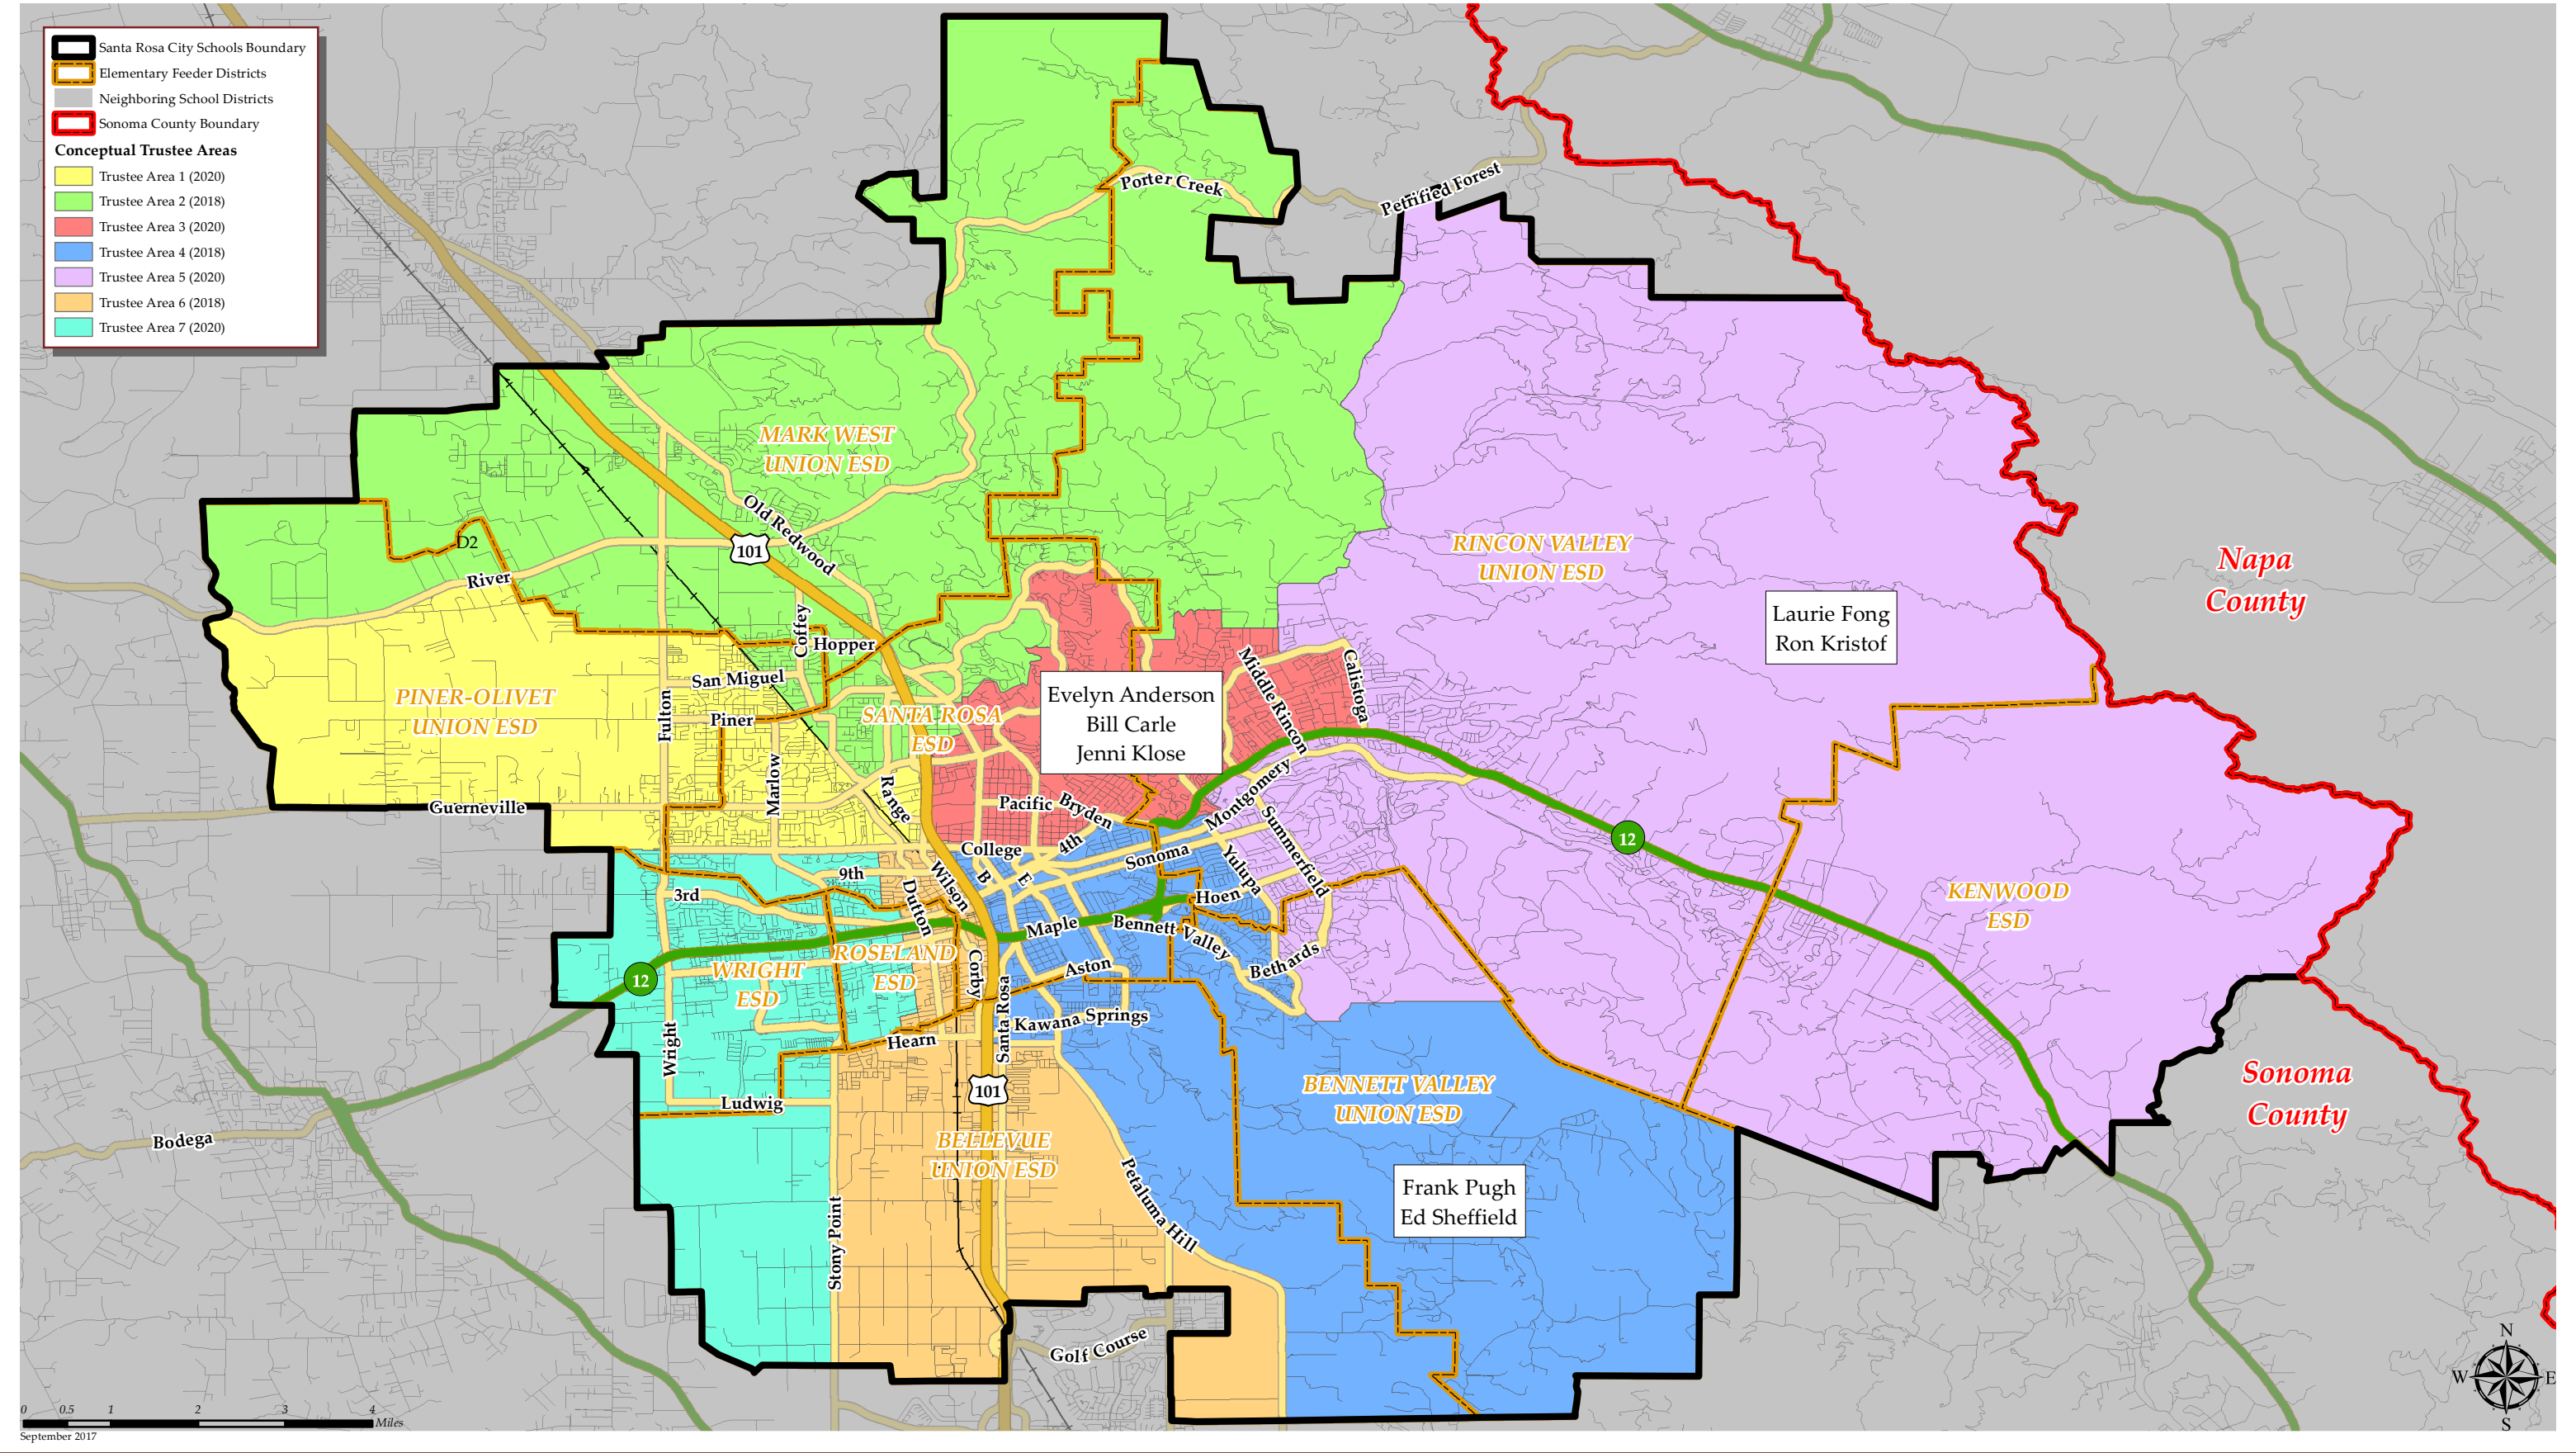 Santa Rosa City Schools Boundary
Elementary Feeder Districts
Neighboring School Districts
Sonoma County Boundary
Conceptual Trustee Areas
Trustee Area 1 (2020)
Trustee Area 2 (2018)
Trustee Area 3 (2020)
Trustee Area 4 (2018)
Trustee Area 5 (2020)
Trustee Area 6 (2018)
Trustee Area 7 (2020)
Porter Creek
Petrified Forest
MARK WEST
UNION ESD
Old Redwood
101
D2
River
RINCON VALLEY
UNION ESD
Napa
County
Laurie Fong
Ron Kristof
Coffey
Hopper
San Miguel
PINER-OLIVET
UNION ESD
Fulton
Piner
SANTA ROSA
ESD
Evelyn Anderson
Bill Carle
Jenni Klose
Middle Rincon
Calistoga
Marlow
Range
Guerneville
Pacific
Bryden
Montgomery
Summerfield
12
College
4th
Sonoma
Yulupa
9th
Wilson
B
E
3rd
Dutton
Hoen
KENWOOD
ESD
Maple
Bennett Valley
ROSELAND
ESD
WRIGHT
ESD
12
Corby
Aston
Bethards
Santa Rosa
Kawana Springs
Wright
Hearn
101
BENNETT VALLEY
UNION ESD
Sonoma
County
Ludwig
Bodega
BELLEVUE
UNION ESD
Petaluma Hill
Frank Pugh
Ed Sheffield
Stony Point
Golf Course
N
W
E
S
0 0.5 1 2 3 4
Miles
September 2017